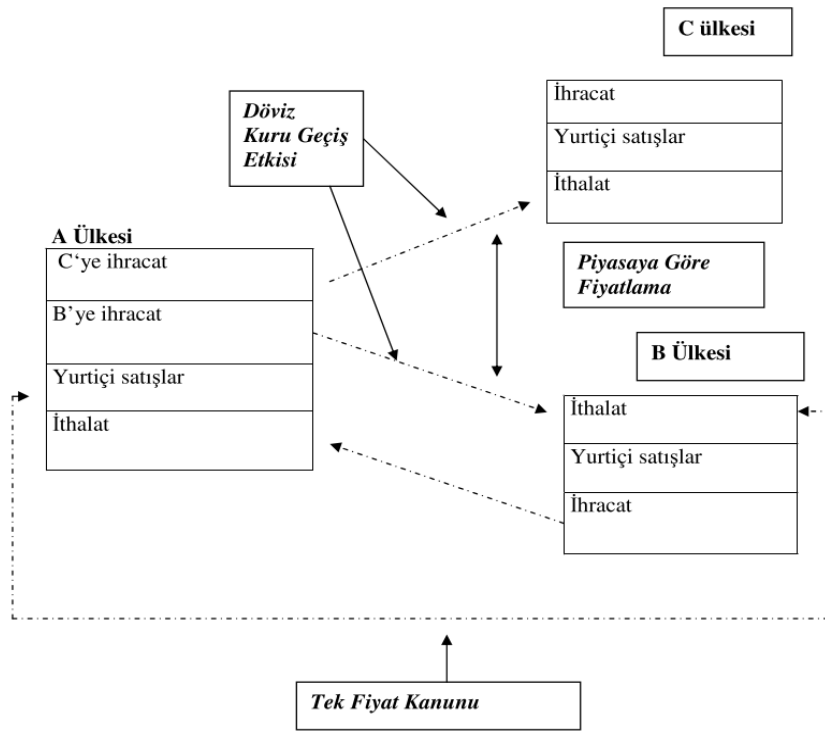 C ülkesi
İhracat
Yurtiçi satışlar
İthalat
Döviz
Kuru Geçiş
Etkisi
A Ülkesi
C‘ye ihracat
B’ye ihracat
Yurtiçi satışlar
İthalat
Piyasaya Göre
Fiyatlama
B Ülkesi
İthalat
Yurtiçi satışlar
İhracat
Tek Fiyat Kanunu